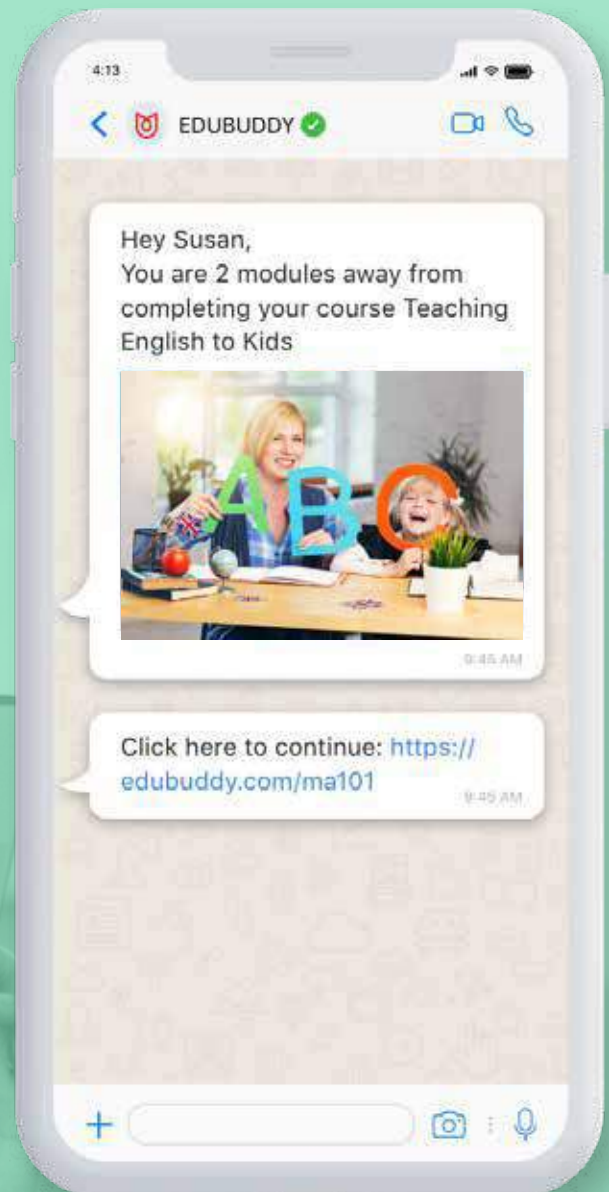 4:13
EDUBUDDY
Hey Susan,
You are 2 modules away from
completing your course Teaching
English to Kids
ABC
9:45 AM
Click here to continue: https://
edubuddy.com/ma101
9:45 AM